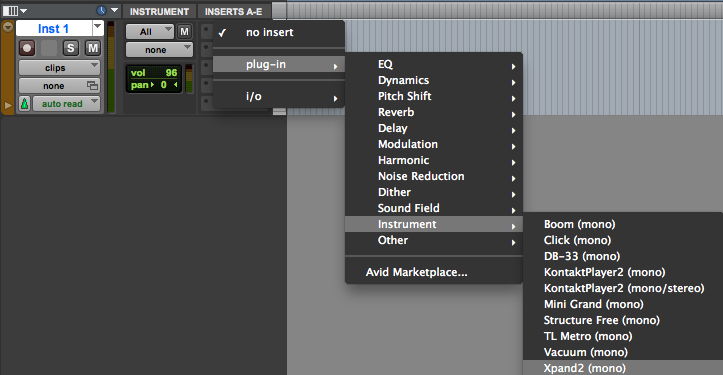 INSTRUMENT
INSERTS A-E
Inst 1
All
M
✓ no insert
S M
none
plug-in
clips
vol 96
none
pan 0
i/o
auto read
EQ
Dynamics
Pitch Shift
Reverb
Delay
Modulation
Harmonic
Noise Reduction
Dither
Sound Field
Instrument
Other
Avid Marketplace...
Boom (mono)
Click (mono)
DB-33 (mono)
KontaktPlayer2 (mono)
KontaktPlayer2 (mono/stereo)
Mini Grand (mono)
Structure Free (mono)
TL Metro (mono)
Vacuum (mono)
Xpand2 (mono)